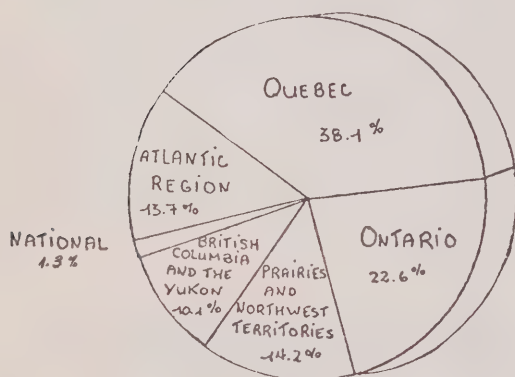 QUEBEC
38.1%
ATLANTIC
REGION
13.7%
NATIONAL
1.3%
BRITISH
COLUMBIA
AND THE
YUKON
10.1%
PRAIRIES
AND
NORTHWEST
TERRITORIES
14.2%
ONTARIO
22.6%